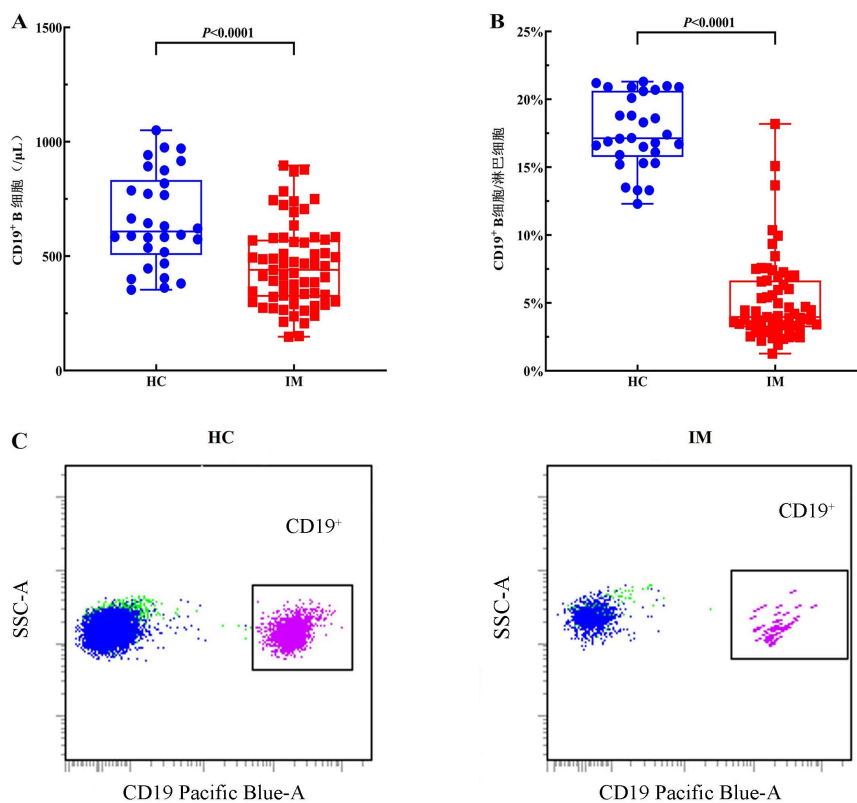 A
P<0.0001
1500
1000
500
0
CD19⁺ B 细胞（/μL）
HC
IM
B
P<0.0001
25%
20%
15%
10%
5%
0%
CD19⁺ B细胞/淋巴细胞
HC
IM
C
HC
CD19⁺
SSC-A
CD19 Pacific Blue-A
IM
CD19⁺
SSC-A
CD19 Pacific Blue-A